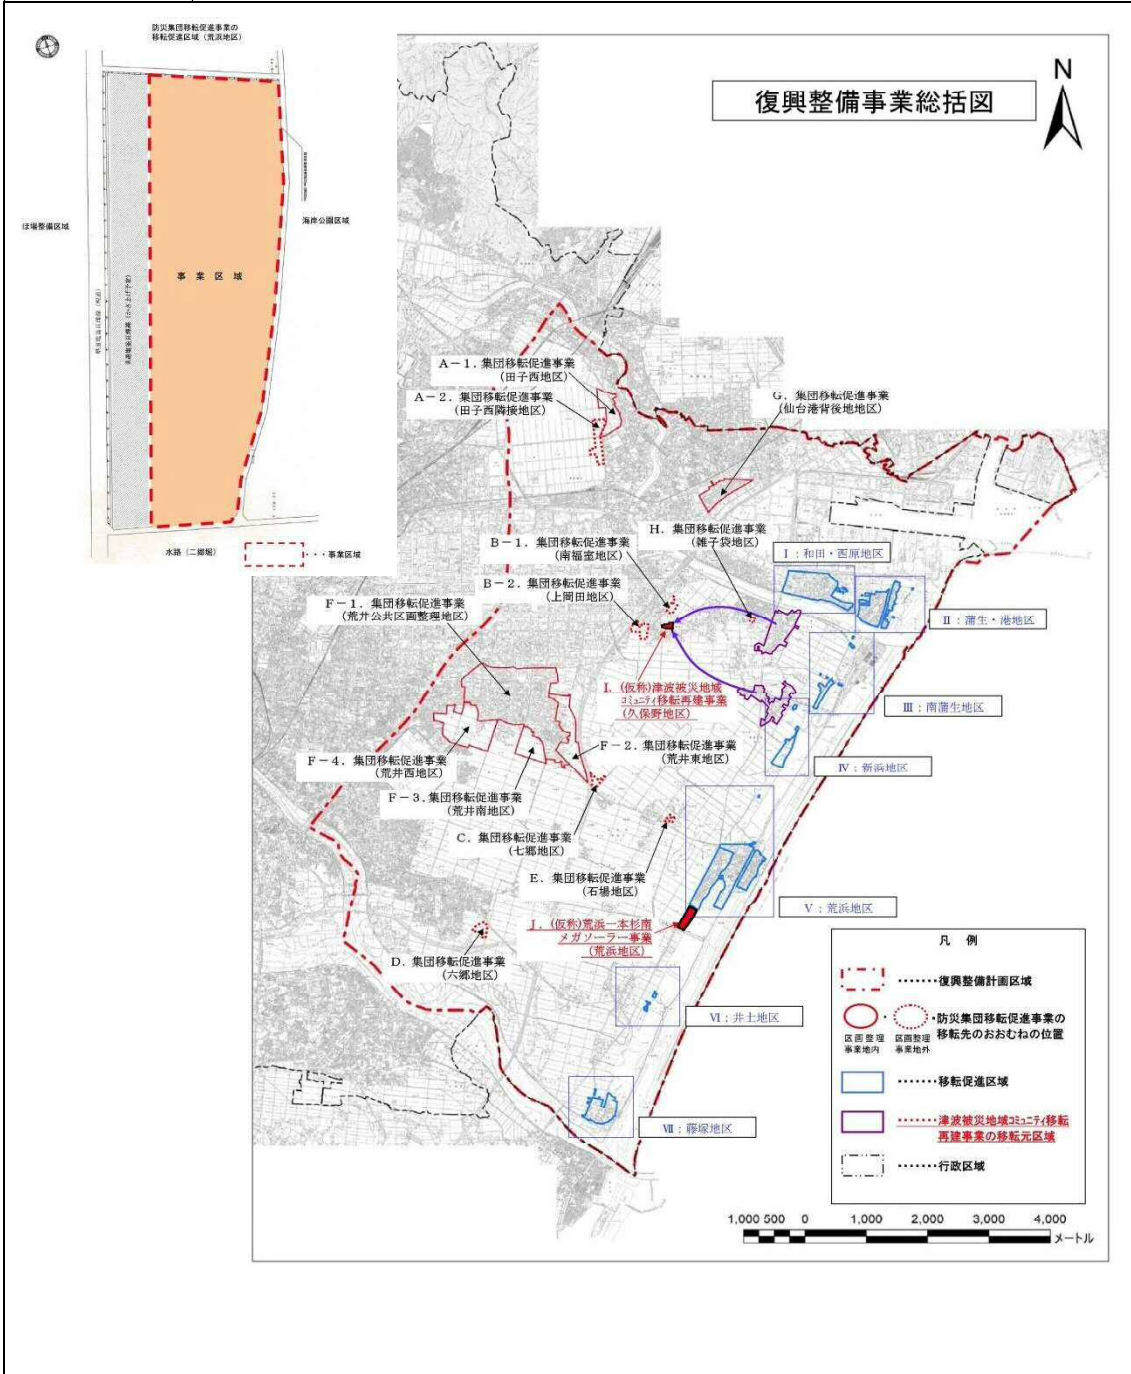 防災集団移転促進事業の
移転促進区域(荒浜地区)
ほ場整備区域
海岸公園区域
事業区域
水路(二郷堀)
・・・事業区域
復興整備事業総括図
N
A-1.集団移転促進事業
(田子西地区)
A-2.集団移転促進事業
(田子西隣接地区)
G.集団移転促進事業
(仙台港背後地地区)
H.集団移転促進事業
(雑子袋地区)
B-1.集団移転促進事業
(南福室地区)
B-2.集団移転促進事業
(上岡田地区)
F-1.集団移転促進事業
(荒井公共区画整理地区)
Ⅰ:和田・西原地区
Ⅱ:蒲生・港地区
Ⅲ:南蒲生地区
Ⅳ:新浜地区
I.(仮称)津波被災地域
コミュニティ移転再建事業
(久保野地区)
F-2.集団移転促進事業
(荒井東地区)
F-4.集団移転促進事業
(荒井西地区)
F-3.集団移転促進事業
(荒井南地区)
C.集団移転促進事業
(七郷地区)
E.集団移転促進事業
(石場地区)
Ⅴ:荒浜地区
J.(仮称)荒浜一本杉南
メガソーラー事業
(荒浜地区)
D.集団移転促進事業
(六郷地区)
Ⅵ:井土地区
Ⅶ:藤塚地区
凡 例
復興整備計画区域
区画整理
事業地内
区画整理
事業地外
防災集団移転促進事業の
移転先のおおむねの位置
移転促進区域
津波被災地域コミュニティ移転
再建事業の移転元区域
行政区域
1,000 500 0 1,000 2,000 3,000 4,000
メートル